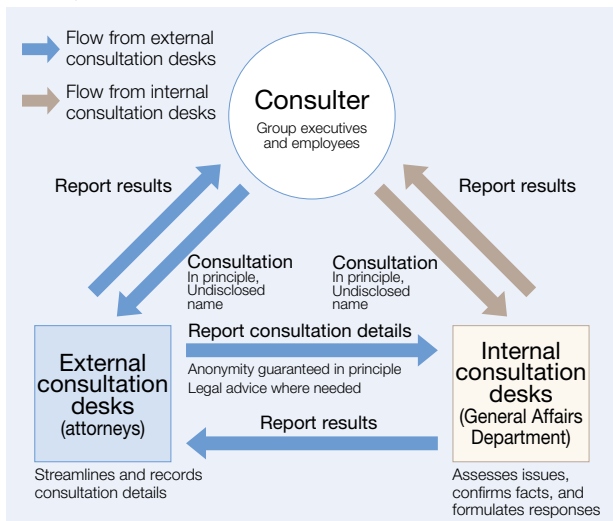 Flow from external
consultation desks
Flow from internal
consultation desks
Consulter
Group executives
and employees
Report results
Report results
Consultation
In principle,
Undisclosed
name
Consultation
In principle,
Undisclosed
name
Report consultation details
Anonymity guaranteed in principle
Legal advice where needed
External
consultation
desks
(attorneys)
Internal
consultation
desks
(General Affairs
Department)
Report results
Streamlines and records
consultation details
Assesses issues,
confirms facts, and
formulates responses